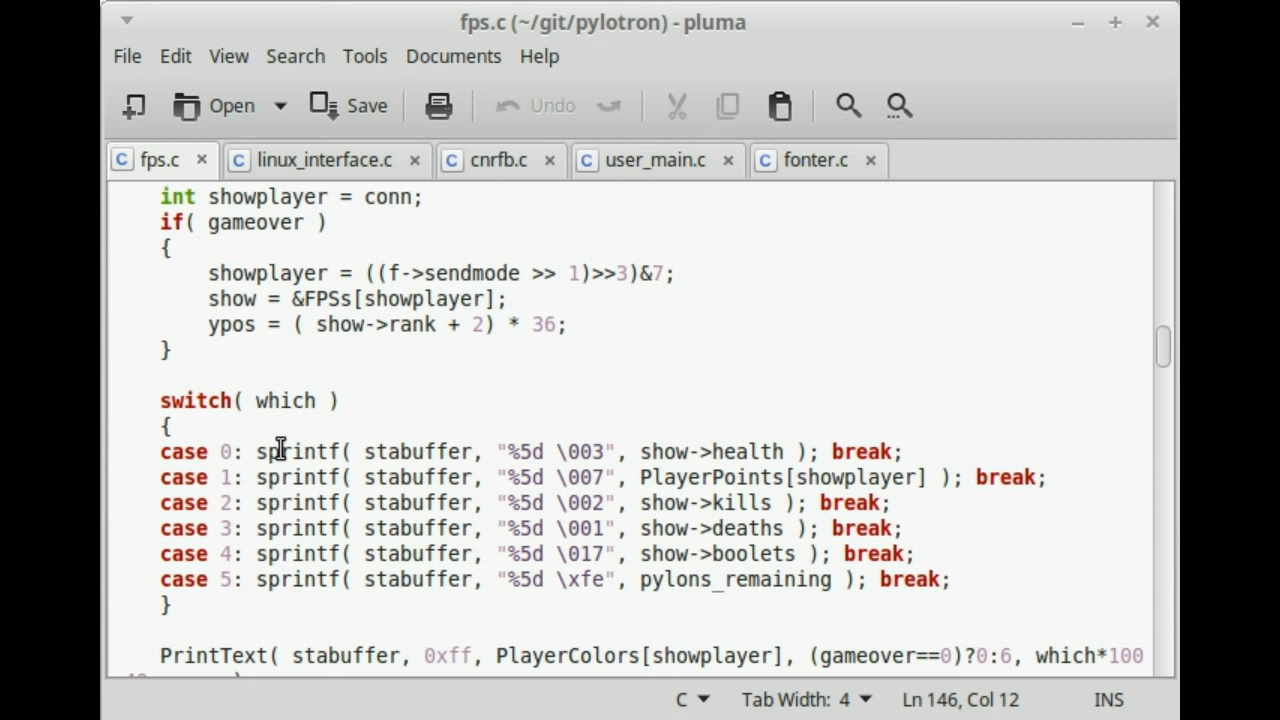 fps.c (~/git/pylotron) - pluma
File Edit View Search Tools Documents Help
Open Save Undo
fps.c linux_interface.c cnrfb.c user_main.c fonter.c
int showplayer = conn;
if( gameover )
{
showplayer = ((f->sendmode >> 1)>>3)&7;
show = &FPSs[showplayer];
ypos = ( show->rank + 2) * 36;
}
switch( which )
{
case 0: sprintf( stabuffer, "%5d \003", show->health ); break;
case 1: sprintf( stabuffer, "%5d \007", PlayerPoints[showplayer] ); break;
case 2: sprintf( stabuffer, "%5d \002", show->kills ); break;
case 3: sprintf( stabuffer, "%5d \001", show->deaths ); break;
case 4: sprintf( stabuffer, "%5d \017", show->boolets ); break;
case 5: sprintf( stabuffer, "%5d \xfe", pylons_remaining ); break;
}
PrintText( stabuffer, 0xff, PlayerColors[showplayer], (gameover==0)?0:6, which*100
C Tab Width: 4 Ln 146, Col 12 INS